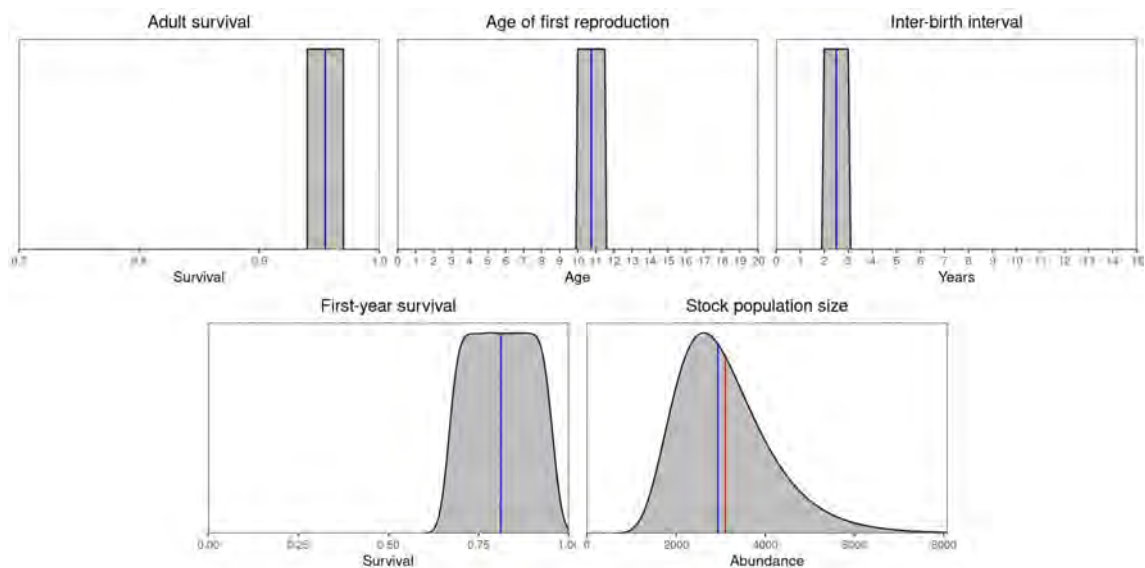 Adult survival
0.7 0.8 0.9 1.0
Survival
Age of first reproduction
0 1 2 3 4 5 6 7 8 9 10 11 12 13 14 15 16 17 18 19 20
Age
Inter-birth interval
0 1 2 3 4 5 6 7 8 9 10 11 12 13 14 15
Years
First-year survival
0.00 0.25 0.50 0.75 1.0
Survival
Stock population size
0 2000 4000 6000 8000
Abundance